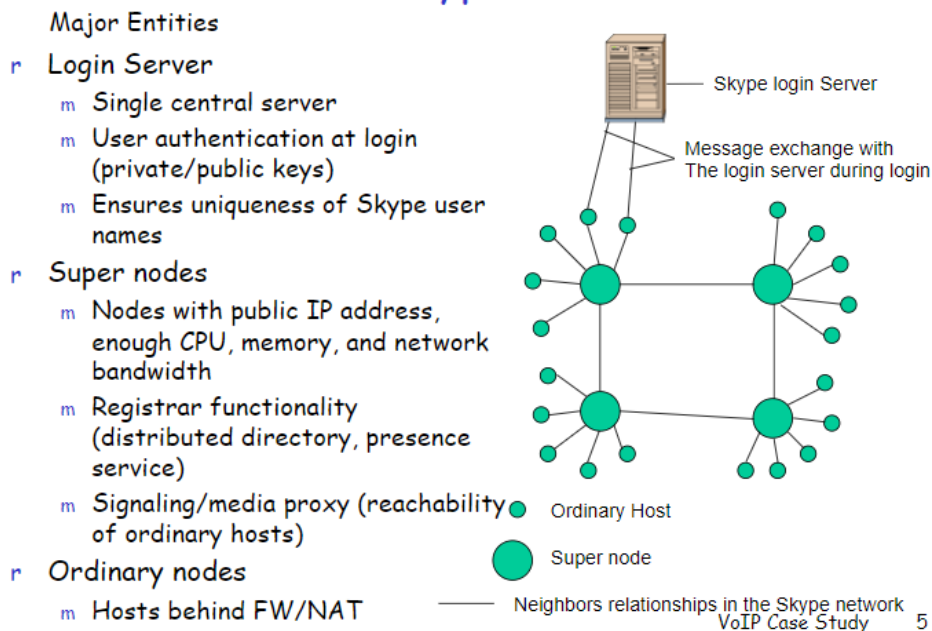 Major Entities
r Login Server
m Single central server
m User authentication at login
(private/public keys)
m Ensures uniqueness of Skype user
names
r Super nodes
m Nodes with public IP address,
enough CPU, memory, and network
bandwidth
m Registrar functionality
(distributed directory, presence
service)
m Signaling/media proxy (reachability
of ordinary hosts)
r Ordinary nodes
m Hosts behind FW/NAT
Skype login Server
Message exchange with
The login server during login
Ordinary Host
Super node
Neighbors relationships in the Skype network
VoIP Case Study 5